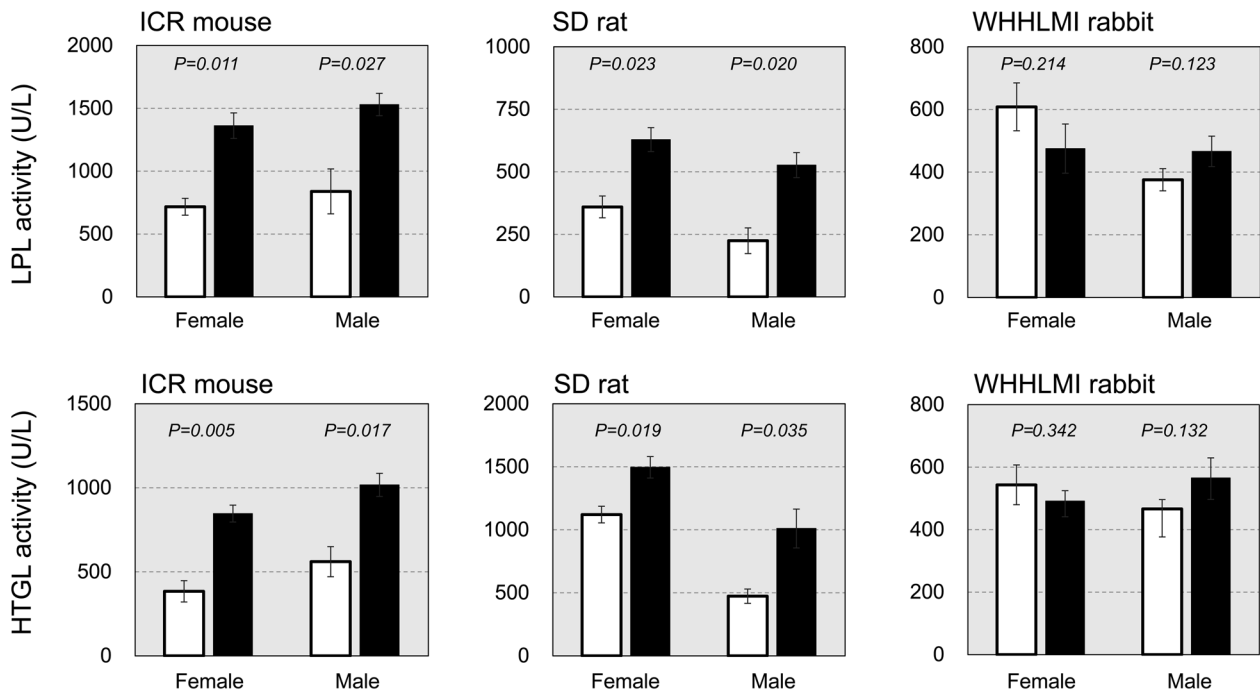 ICR mouse
SD rat
WHHLMI rabbit
LPL activity (U/L)
2000
1500
1000
500
0
P=0.011
P=0.027
Female
Male
1000
750
500
250
0
P=0.023
P=0.020
Female
Male
800
600
400
200
0
P=0.214
P=0.123
Female
Male
ICR mouse
SD rat
WHHLMI rabbit
HTGL activity (U/L)
1500
1000
500
0
P=0.005
P=0.017
Female
Male
2000
1500
1000
500
0
P=0.019
P=0.035
Female
Male
800
600
400
200
0
P=0.342
P=0.132
Female
Male